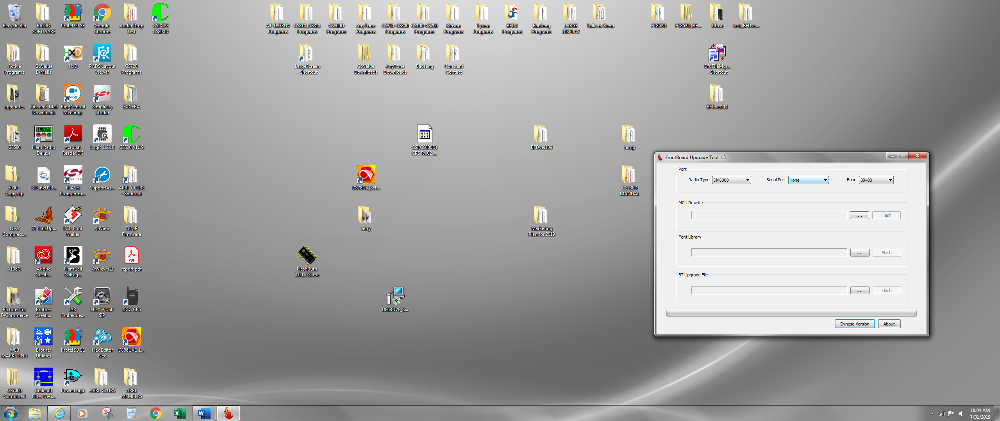 Recycle Bin
RADIO
SOFTWARE
Protel 99 SE
Google
Chrome
Audio Drop
Test
CSI CPS
CS800D
AT-D878UV
Programs
CS810_CS811
Programs
CS800D
Programs
AnyTone
Programs
CS750-CS800
Programs
CS100-CS200
Programs
Kirisun
Programs
Tytera
Programs
BFDX
Programs
Baofeng
Programs
LARGE
DISPLAY
Talks at Reno
FT857D
FT857D_BF...
Dfuse
test_BFDve...
Active
Programs
CoValue
E-Mails
HxD
HxD
PADS Layout
Viewer
CS720
Programs
LargeScreen
- Shortcut
CoValue
Downloads
AnyTone
Downloads
Baofeng
Constant
Contact
DfuFileMgr...
- Shortcut
app notes
Kirisun E Mail
Downloads
Ring
RingCentral
Meetings
Simplicity
Studio
EXCERA
BFDver111
CS580
14.070
Ham Radio
Deluxe
Acrobat
Reader DC
Logic 1.2.18
CS600 V1.19
CSI(CS800D)
CPS R4.02....
BFDver109
temp
7000 -
Copy.zip
STLinkUSB...
FLASH
Programm...
SupportAs...
ARRL CLUBS
- Shortcut
D878UV_Set...
CS-BFD
MANUAL
New
Compress...
ST-LinkUp...
LCD Font
Maker
XnView
TEMP
Firmware
Jerry
Marketing
Plan for 2019
X108G
Adobe
Creati...
HamCall
Callsig...
XnView (2)
PDF
report.pdf
FlashBurn
3.00_CSI.exe
Pictures for
E-Commerce
Brother
Creati...
IAR
Embedde...
FLEX V DSP
SIP
JJCC CPS
D868UVE_S...
WEB
MARKETING
Brother
Utilities
Protel 99 SE
Hex Editor
Neo
D868UVE_1...
CS7000
Combined
Coilcraft
Filter Desi...
PowerLogic
ARRL CLUBS
ARRL
MEMBERS
FrontBoard Upgrade Tool 1.5
Port
Radio Type DM6000 Serial Port None Baud 38400
MCU Rewrite
.... Flash
Font Library
.... Flash
BT Upgrade File
.... Flash
Chinese Version About
10:04 AM
7/31/2019